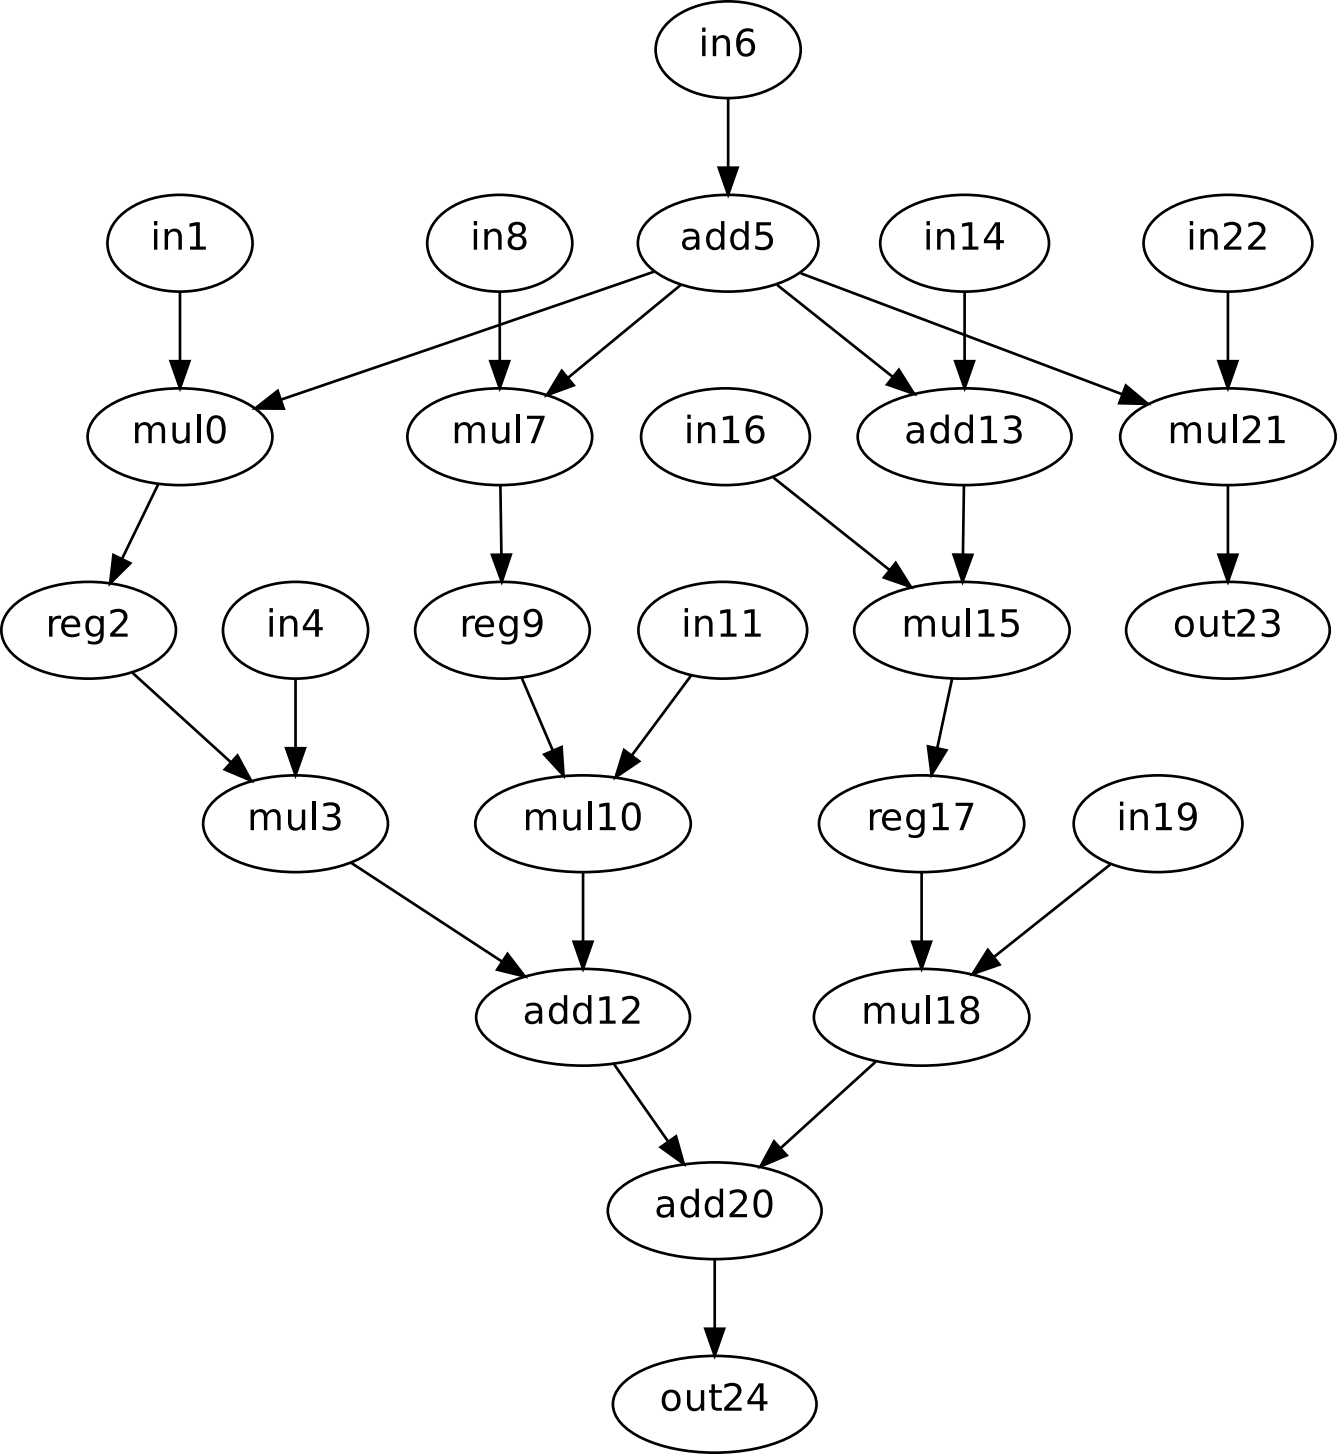 in6
in1
in8
add5
in14
in22
mul0
mul7
in16
add13
mul21
reg2
in4
reg9
in11
mul15
out23
mul3
mul10
reg17
in19
add12
mul18
add20
out24